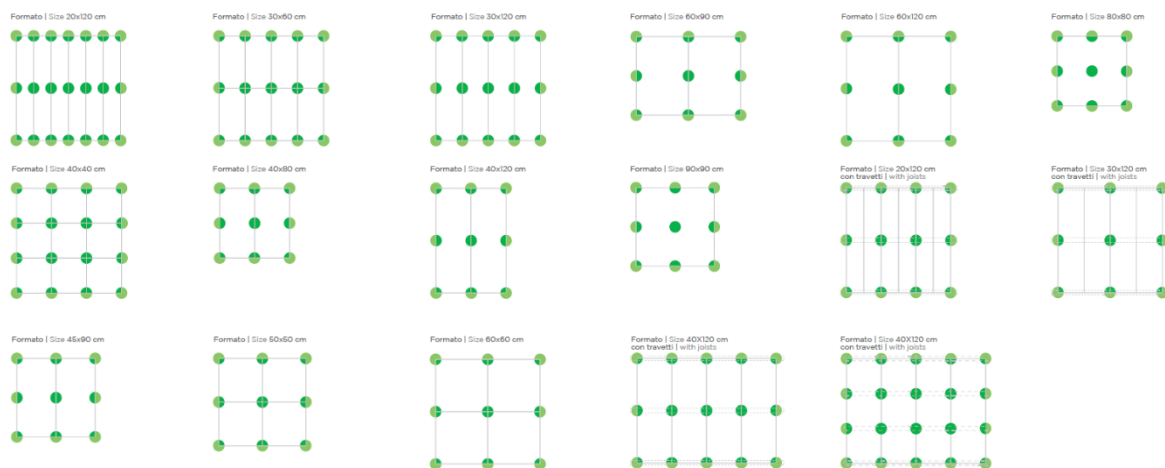 Formato | Size 20x120 cm
Formato | Size 30x60 cm
Formato | Size 30x120 cm
Formato | Size 60x90 cm
Formato | Size 60x120 cm
Formato | Size 80x80 cm
Formato | Size 40x40 cm
Formato | Size 40x80 cm
Formato | Size 40x120 cm
Formato | Size 90x90 cm
Formato | Size 20x120 cm
con travetti | with joists
Formato | Size 30x120 cm
con travetti | with joists
Formato | Size 45x90 cm
Formato | Size 50x50 cm
Formato | Size 60x60 cm
Formato | Size 40X120 cm
con travetti | with joists
Formato | Size 40X120 cm
con travetti | with joists